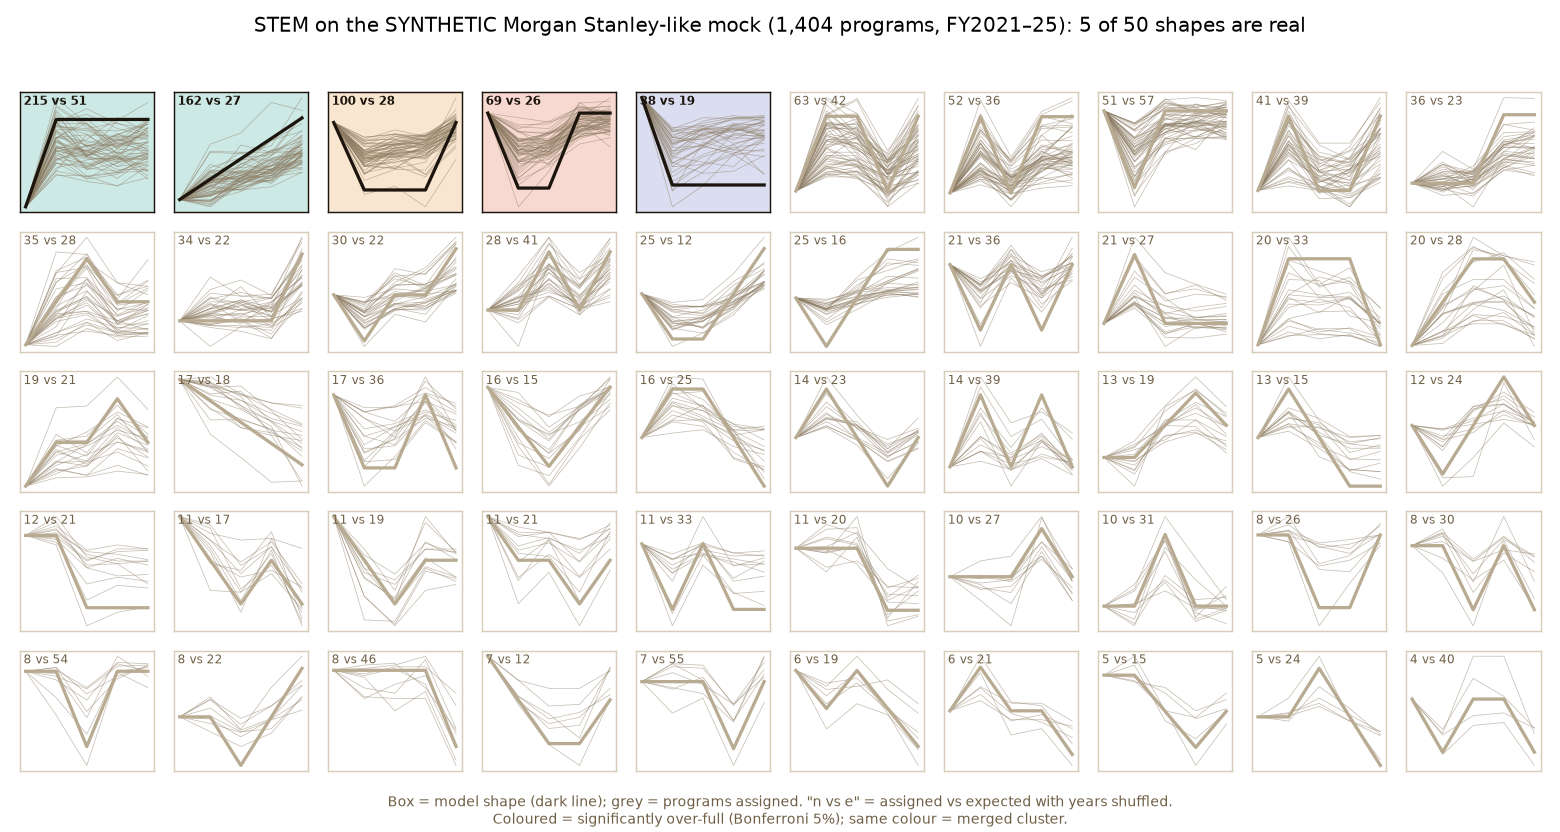 STEM on the SYNTHETIC Morgan Stanley-like mock (1,404 programs, FY2021–25): 5 of 50 shapes are real
215 vs 51
162 vs 27
100 vs 28
69 vs 26
38 vs 19
63 vs 42
52 vs 36
51 vs 57
41 vs 39
36 vs 23
35 vs 28
34 vs 22
30 vs 22
28 vs 41
25 vs 12
25 vs 16
21 vs 36
21 vs 27
20 vs 33
20 vs 28
19 vs 21
17 vs 18
17 vs 36
16 vs 15
16 vs 25
14 vs 23
14 vs 39
13 vs 19
13 vs 15
12 vs 24
12 vs 21
11 vs 17
11 vs 19
11 vs 21
11 vs 33
11 vs 20
10 vs 27
10 vs 31
8 vs 26
8 vs 30
8 vs 54
8 vs 22
8 vs 46
7 vs 12
7 vs 55
6 vs 19
6 vs 21
5 vs 15
5 vs 24
4 vs 40
Box = model shape (dark line); grey = programs assigned. "n vs e" = assigned vs expected with years shuffled.
Coloured = significantly over-full (Bonferroni 5%); same colour = merged cluster.